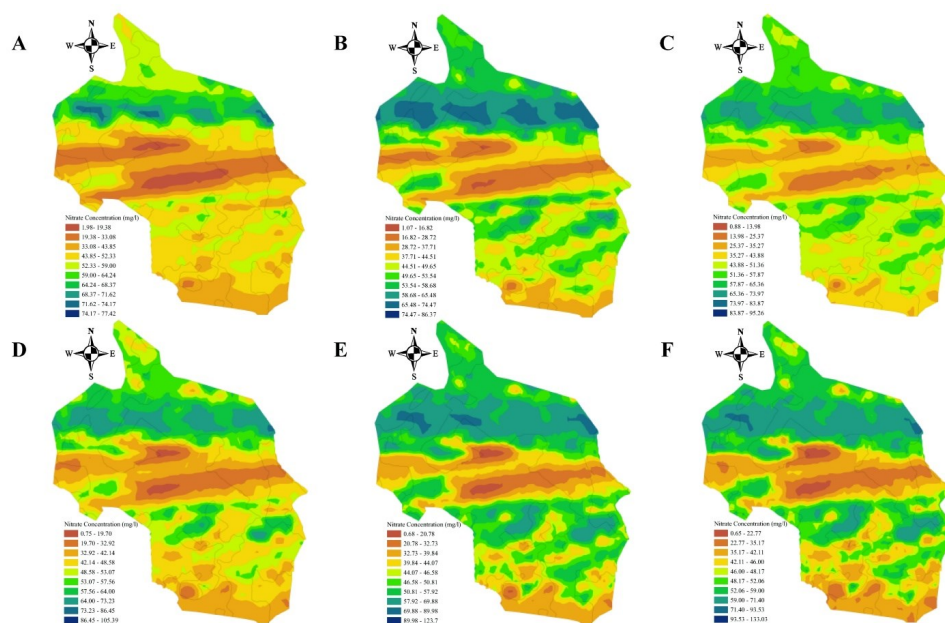 A
N
W E
S
Nitrate Concentration (mg/l)
1.98- 19.38
19.38 - 33.08
33.08 - 43.85
43.85 - 52.33
52.33 - 59.00
59.00 - 64.24
64.24 - 68.37
68.37 - 71.62
71.62 - 74.17
74.17 - 77.42
B
N
W E
S
Nitrate Concentration (mg/l)
1.07 - 16.82
16.82 - 28.72
28.72 - 37.71
37.71 - 44.51
44.51 - 49.65
49.65 - 53.54
53.54 - 58.68
58.68 - 65.48
65.48 - 74.47
74.47 - 86.37
C
N
W E
S
Nitrate Concentration (mg/l)
0.88 - 13.98
13.98 - 25.37
25.37 - 35.27
35.27 - 43.88
43.88 - 51.36
51.36 - 57.87
57.87 - 65.36
65.36 - 73.97
73.97 - 83.87
83.87 - 95.26
D
N
W E
S
Nitrate Concentration (mg/l)
0.75 - 19.70
19.70 - 32.92
32.92 - 42.14
42.14 - 48.58
48.58 - 53.07
53.07 - 57.56
57.56 - 64.00
64.00 - 73.23
73.23 - 86.45
86.45 - 105.39
E
N
W E
S
Nitrate Concentration (mg/l)
0.68 - 20.78
20.78 - 32.73
32.73 - 39.84
39.84 - 44.07
44.07 - 46.58
46.58 - 50.81
50.81 - 57.92
57.92 - 69.88
69.88 - 89.98
89.98 - 123.7
F
N
W E
S
Nitrate Concentration (mg/l)
0.65 - 22.77
22.77 - 35.17
35.17 - 42.11
42.11 - 46.00
46.00 - 48.17
48.17 - 52.06
52.06 - 59.00
59.00 - 71.40
71.40 - 93.53
93.53 - 133.03